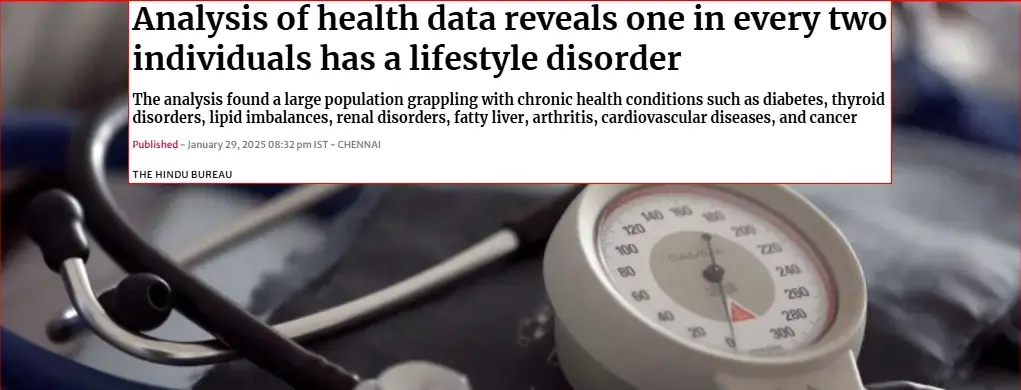 Analysis of health data reveals one in every two
individuals has a lifestyle disorder
The analysis found a large population grappling with chronic health conditions such as diabetes, thyroid
disorders, lipid imbalances, renal disorders, fatty liver, arthritis, cardiovascular diseases, and cancer
Published - January 29, 2025 08:32 pm IST - CHENNAI
THE HINDU BUREAU
0
20
40
60
80
100
120
140
160
180
200
220
240
260
280
300